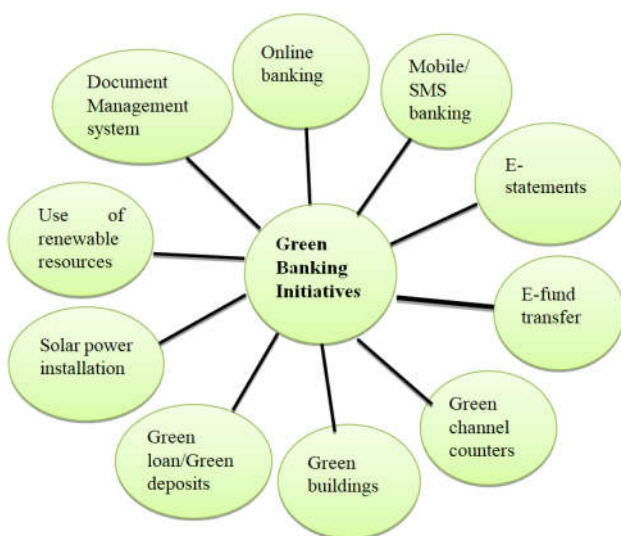 Online
banking
Mobile/
SMS
banking
E-
statements
E-fund
transfer
Green
channel
counters
Green
buildings
Green
loan/Green
deposits
Solar power
installation
Use of
renewable
resources
Document
Management
system
Green
Banking
Initiatives